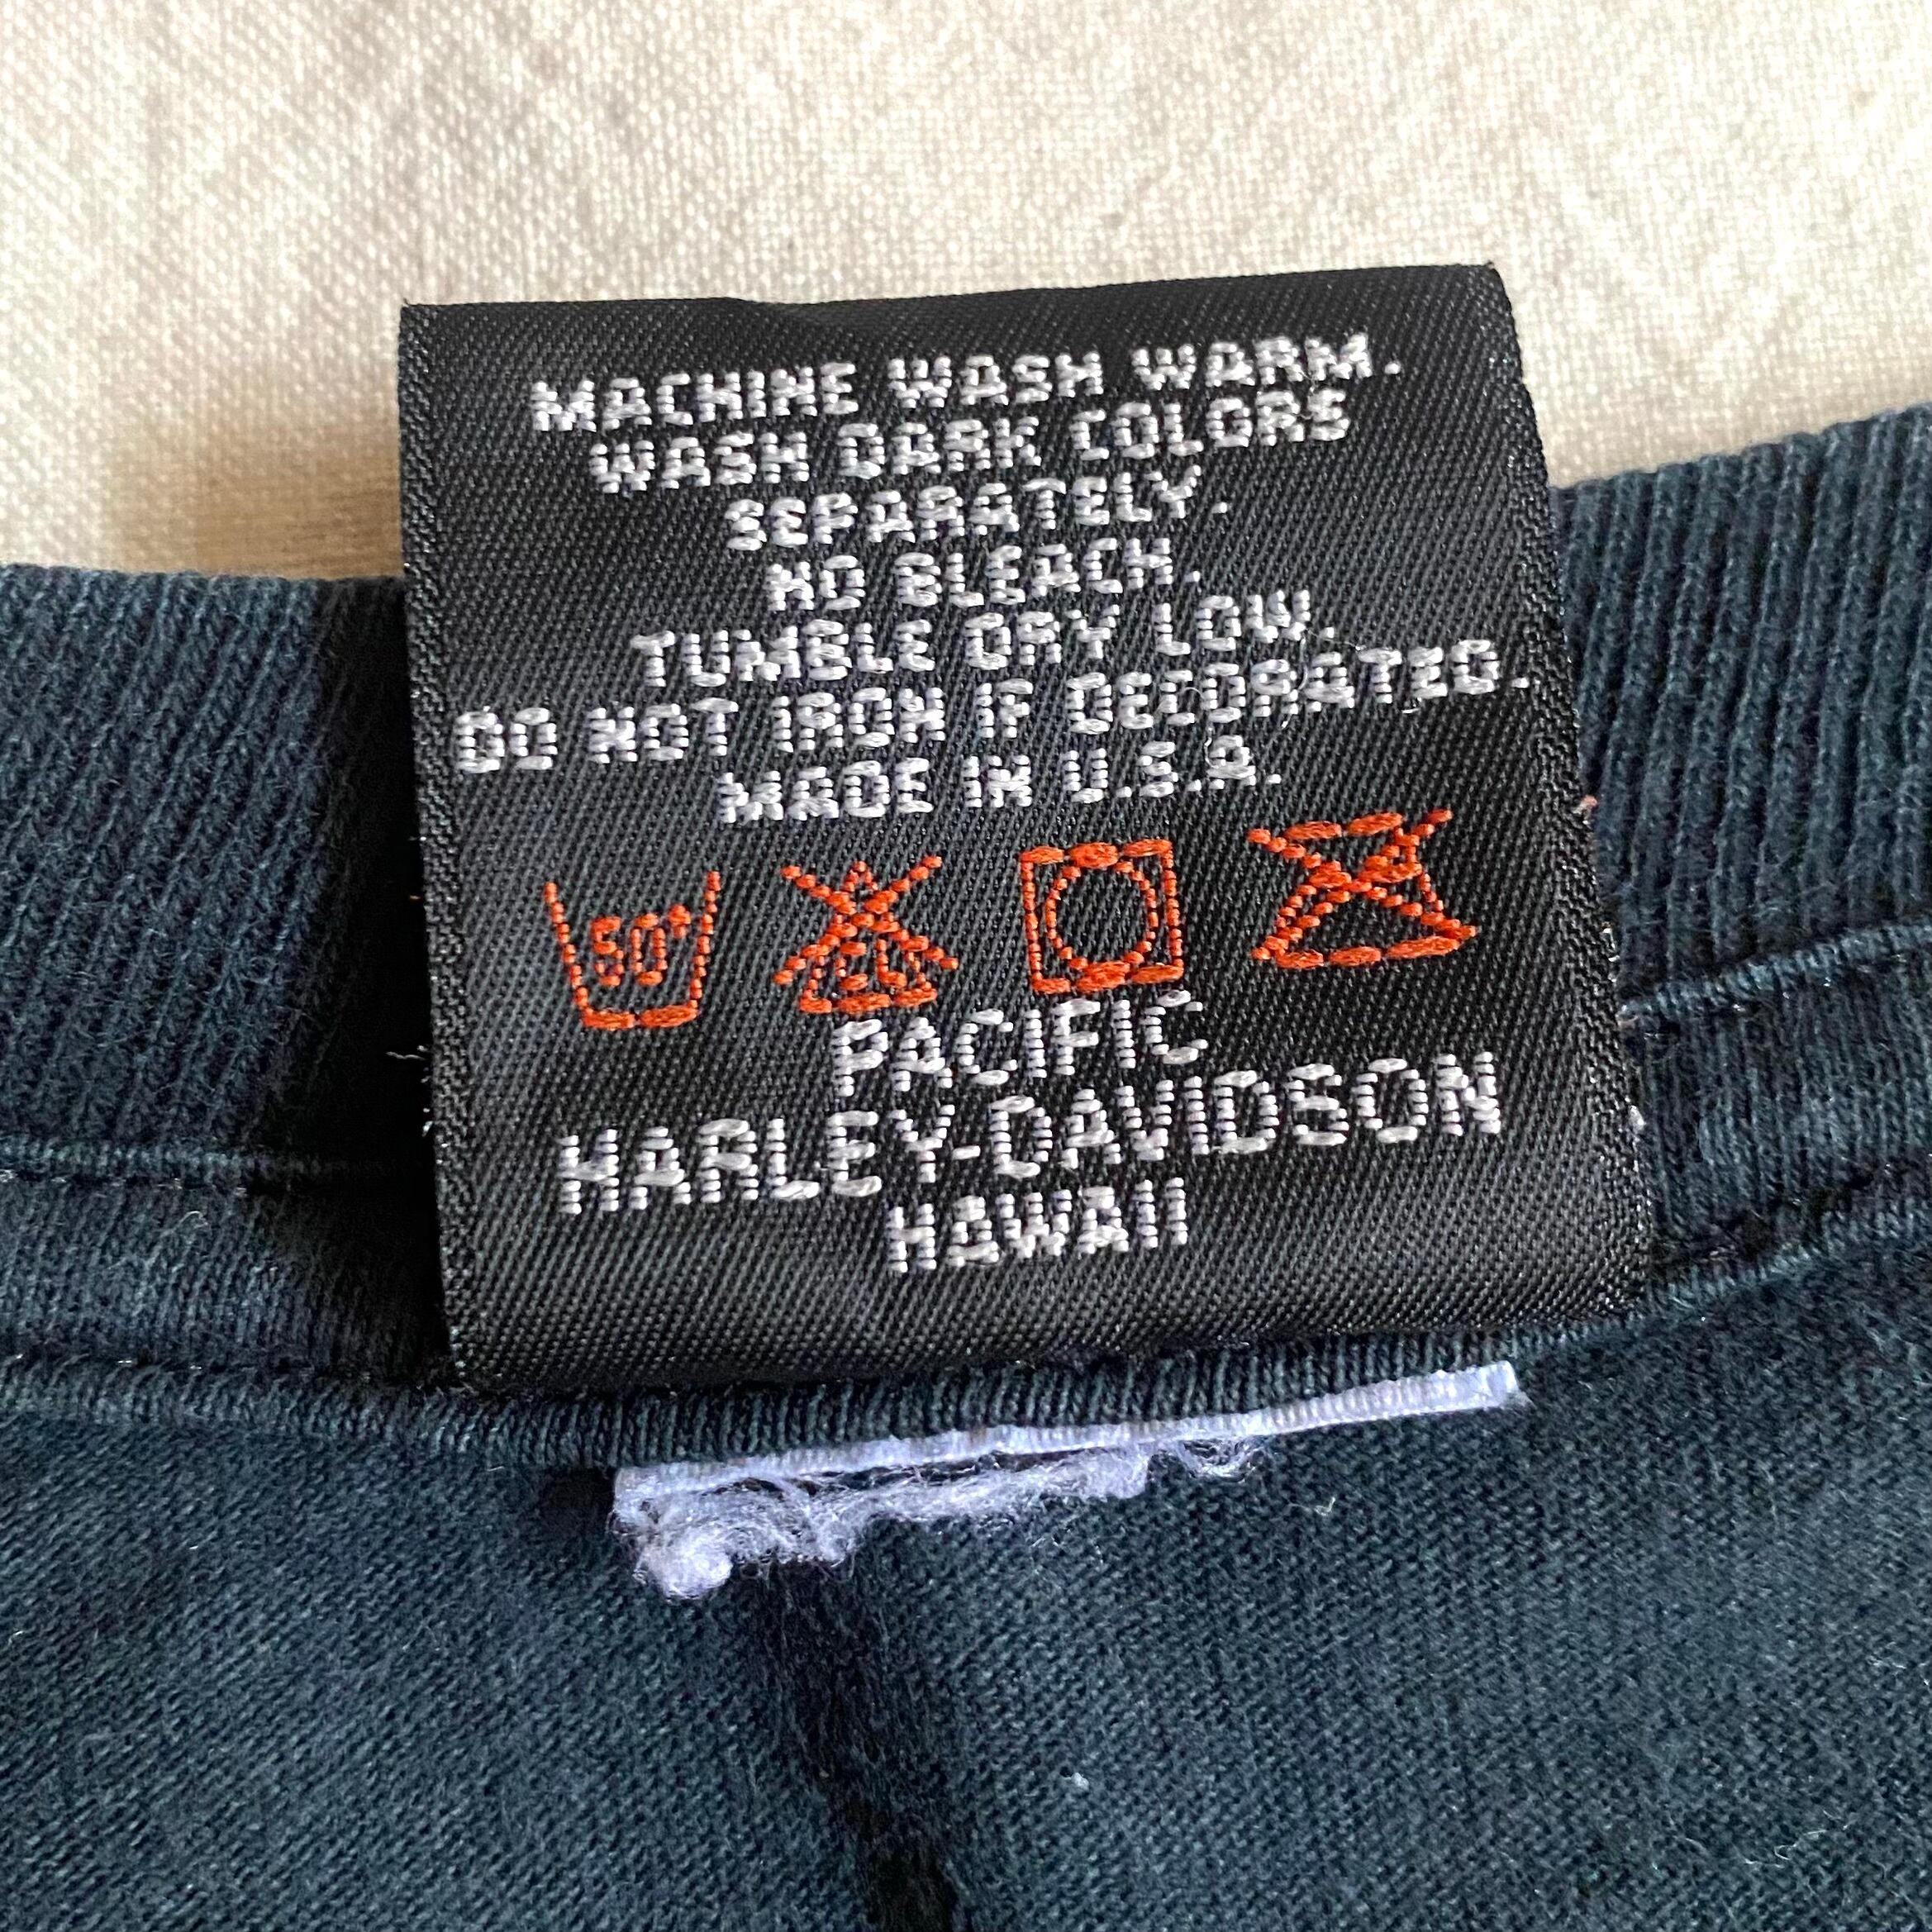 MACHINE WASH WARM.
WASH DARK COLORS
SEPARATELY.
NO BLEACH.
TUMBLE DRY LOW.
DO NOT IRON IF DECORATED.
MADE IN U.S.A.
50° CL
PACIFIC
HARLEY-DAVIDSON
HAWAII